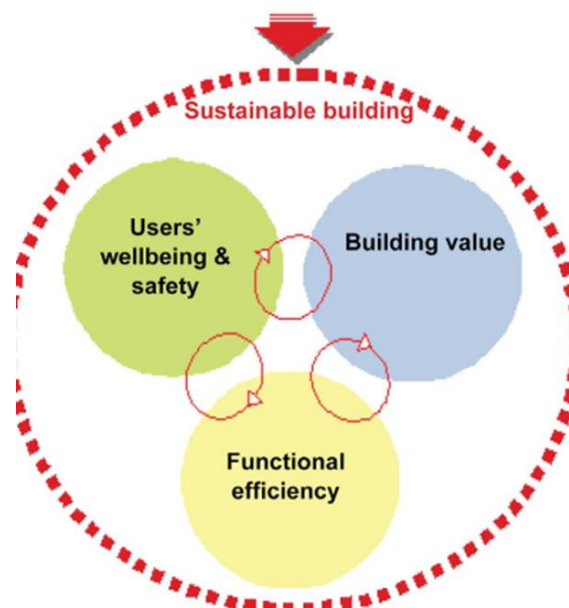 Sustainable building
Users’
wellbeing &
safety
Building value
Functional
efficiency